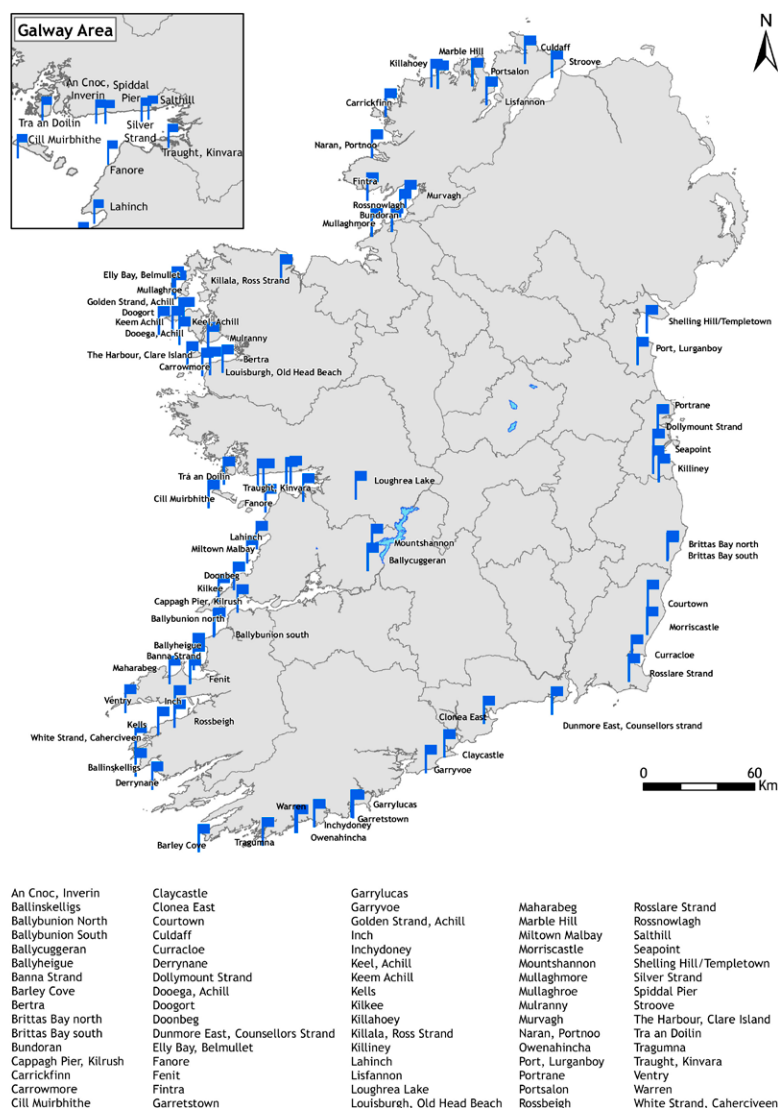 Galway Area
An Cnoc, Spiddal
Inverin Pier
Salthill
Tra an Doilin
Silver
Strand
Cill Muirbhithe
Traught, Kinvara
Fanore
Lahinch
N
Marble Hill
Culdaff
Killahoey
Stroove
Portsalon
Carrickfinn
Lisfannon
Naran, Portnoo
Fintra
Murvagh
Rossnowlagh
Bundoran
Mullaghmore
Elly Bay, Belmullet
Killala, Ross Strand
Mullaghroe
Golden Strand, Achill
Doogort
Keem Achill
Keel, Achill
Dooega, Achill
Mulranny
The Harbour, Clare Island
Bertra
Carrowmore
Louisburgh, Old Head Beach
Shelling Hill/Templetown
Port, Lurganboy
Portrane
Dollymount Strand
Seapoint
Killiney
Tra an Doilin
Traught, Kinvara
Loughrea Lake
Cill Muirbhithe
Fanore
Lahinch
Mountshannon
Miltown Malbay
Ballycuggeran
Brittas Bay north
Brittas Bay south
Doonbeg
Kilkee
Cappagh Pier, Kilrush
Courtown
Ballybunion north
Morriscastle
Ballybunion south
Ballyheigue
Banna Strand
Curracloe
Maharabeg
Fenit
Rosslare Strand
Ventry
Inch
Clonea East
Kells
Rossbeigh
Dunmore East, Counsellors strand
White Strand, Caherciveen
Claycastle
Ballinskelligs
Garryvoe
Derrynane
0 60
Km
Warren
Garrylucas
Garretstown
Inchydoney
Owenahincha
Barley Cove
Tragumna
An Cnoc, Inverin Claycastle Garrylucas
Ballinskelligs Clonea East Garryvoe Maharabeg Rosslare Strand
Ballybunion North Courtown Golden Strand, Achill Marble Hill Rossnowlagh
Ballybunion South Culdaff Inch Miltown Malbay Salthill
Ballycuggeran Curracloe Inchydoney Morriscastle Seapoint
Ballyheigue Derrynane Keel, Achill Mountshannon Shelling Hill/Templetown
Banna Strand Dollymount Strand Keem Achill Mullaghmore Silver Strand
Barley Cove Dooega, Achill Kells Mullaghroe Spiddal Pier
Bertra Doogort Kilkee Mulranny Stroove
Brittas Bay north Doonbeg Killahoey Murvagh The Harbour, Clare Island
Brittas Bay south Dunmore East, Counsellors Strand Killala, Ross Strand Naran, Portnoo Tra an Doilin
Bundoran Elly Bay, Belmullet Killiney Owenahincha Tragumna
Cappagh Pier, Kilrush Fanore Lahinch Port, Lurganboy Traught, Kinvara
Carrickfinn Fenit Lisfannon Portrane Ventry
Carrowmore Fintra Loughrea Lake Portsalon Warren
Cill Muirbhithe Garretstown Louisburgh, Old Head Beach Rossbeigh White Strand, Caherciveen